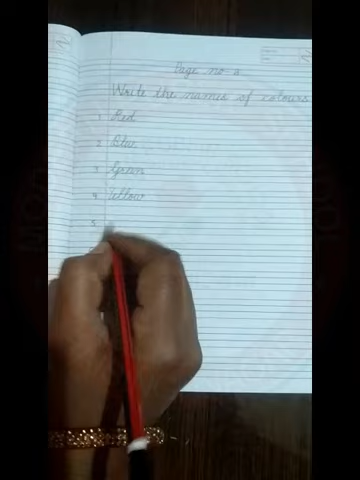 Page no-4
Write the names of colours
1 Red
2 Blue
3 Green
4 Yellow
5